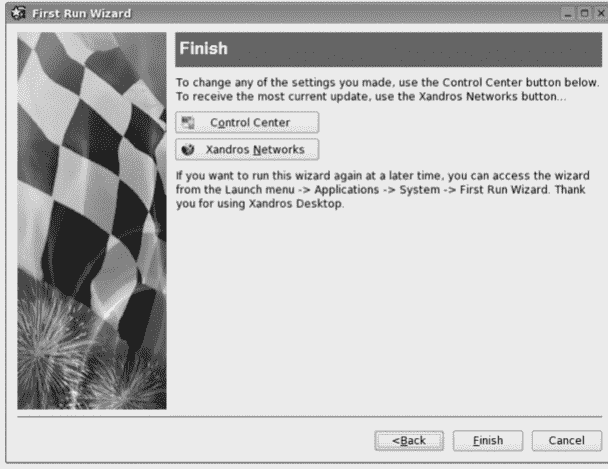 First Run Wizard
Finish
To change any of the settings you made, use the Control Center button below.
To receive the most current update, use the Xandros Networks button...
Control Center
Xandros Networks
If you want to run this wizard again at a later time, you can access the wizard
from the Launch menu -> Applications -> System -> First Run Wizard. Thank
you for using Xandros Desktop.
<Back
Finish
Cancel